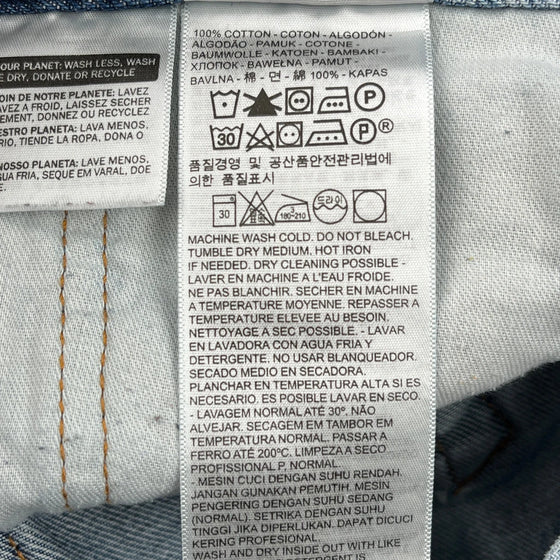 OUR PLANET: WASH LESS, WASH
E DRY, DONATE OR RECYCLE
OIN DE NOTRE PLANETE: LAVEZ
AVEZ A FROID, LAISSEZ SECHER
TEMENT, DONNEZ OU RECYCLEZ
ESTRO PLANETA: LAVA MENOS,
RIO, TIENDE LA ROPA, DONA O
NOSSO PLANETA: LAVE MENOS,
GUA FRIA, SEQUE EM VARAL, DOE
E
100% COTTON - COTON - ALGODÓN -
ALGODÃO - PAMUK - COTONE -
BAUMWOLLE - KATOEN - BAMBAKI -
ХЛОПОК - BAWEŁNA - PAMUT -
BAVLNA - 棉 - 면 - 綿 100% - KAPAS
P
30 P ®
품질경영 및 공산품안전관리법에
의한 품질표시
30 180-210 드라이
MACHINE WASH COLD. DO NOT BLEACH.
TUMBLE DRY MEDIUM. HOT IRON
IF NEEDED. DRY CLEANING POSSIBLE -
LAVER EN MACHINE A L'EAU FROIDE.
NE PAS BLANCHIR. SECHER EN MACHINE
A TEMPERATURE MOYENNE. REPASSER A
TEMPERATURE ELEVEE AU BESOIN.
NETTOYAGE A SEC POSSIBLE. - LAVAR
EN LAVADORA CON AGUA FRIA Y
DETERGENTE. NO USAR BLANQUEADOR.
SECADO MEDIO EN SECADORA.
PLANCHAR EN TEMPERATURA ALTA SI ES
NECESARIO. ES POSIBLE LAVAR EN SECO.
- LAVAGEM NORMAL ATÉ 30º. NÃO
ALVEJAR. SECAGEM EM TAMBOR EM
TEMPERATURA NORMAL. PASSAR A
FERRO ATÉ 200ºC. LIMPEZA A SECO
PROFISSIONAL P, NORMAL.
- MESIN CUCI DENGAN SUHU RENDAH.
JANGAN GUNAKAN PEMUTIH. MESIN
PENGERING DENGAN SUHU SEDANG
(NORMAL). SETRIKA DENGAN SUHU
TINGGI JIKA DIPERLUKAN. DAPAT DICUCI
KERING PROFESIONAL.
WASH AND DRY INSIDE OUT WITH LIKE